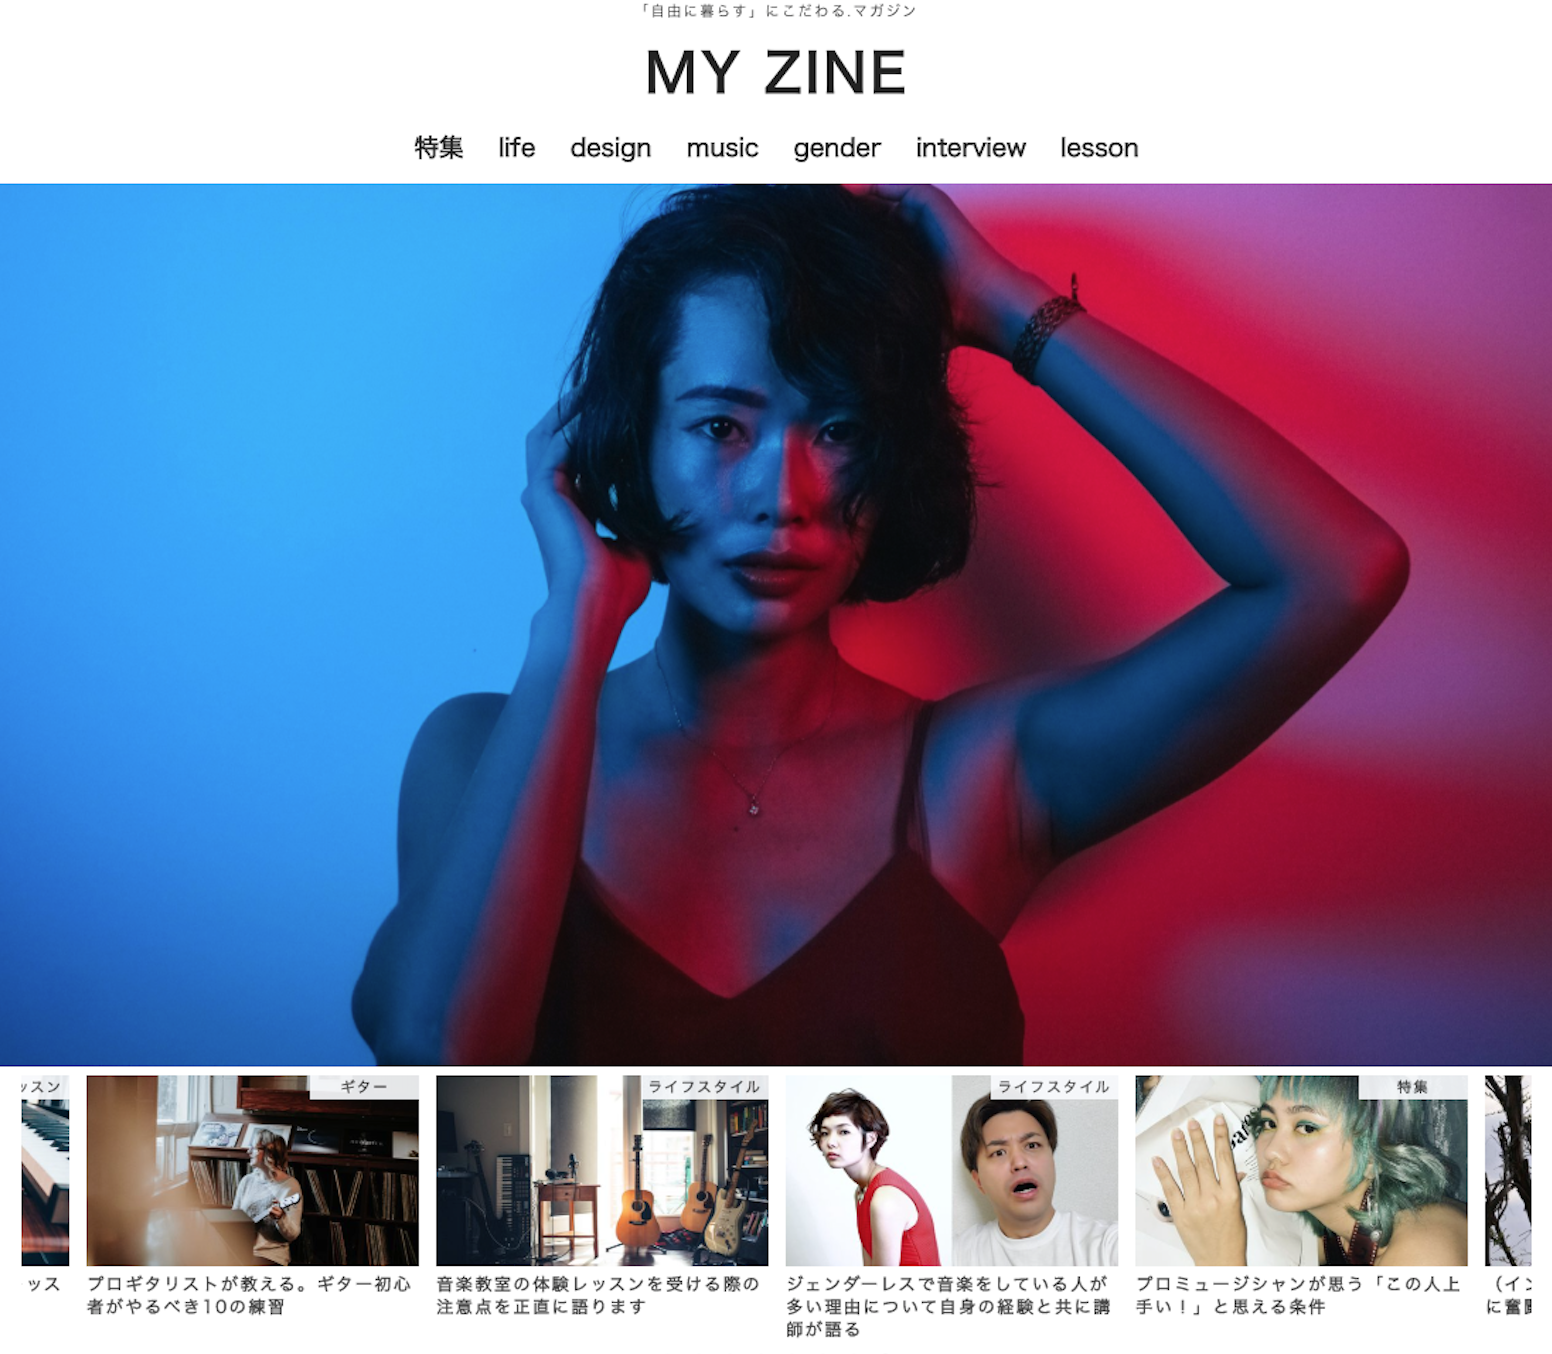 「自由に暮らす」にこだわる.マガジン
MY ZINE
特集 life design music gender interview lesson
ッスン
ギター
ライフスタイル
ライフスタイル
特集
ッス
プロギタリストが教える。ギター初心
者がやるべき10の練習
音楽教室の体験レッスンを受ける際の
注意点を正直に語ります
ジェンダーレスで音楽をしている人が
多い理由について自身の経験と共に講
師が語る
プロミュージシャンが思う「この人上
手い！」と思える条件
（イン
に奮闘